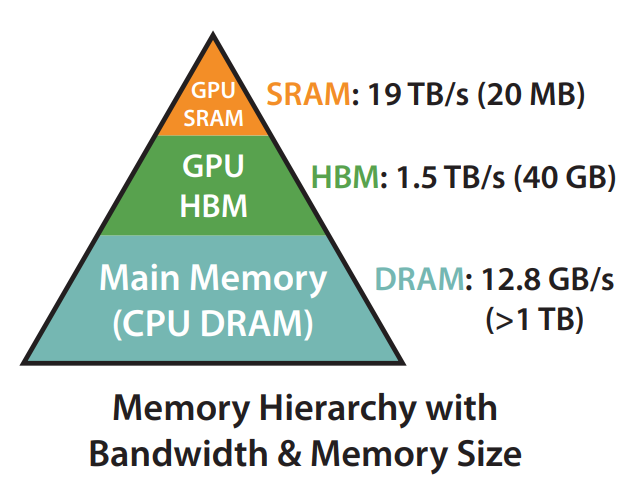 GPU
SRAM
SRAM: 19 TB/s (20 MB)
GPU
HBM
HBM: 1.5 TB/s (40 GB)
Main Memory
(CPU DRAM)
DRAM: 12.8 GB/s
(>1 TB)
Memory Hierarchy with
Bandwidth & Memory Size